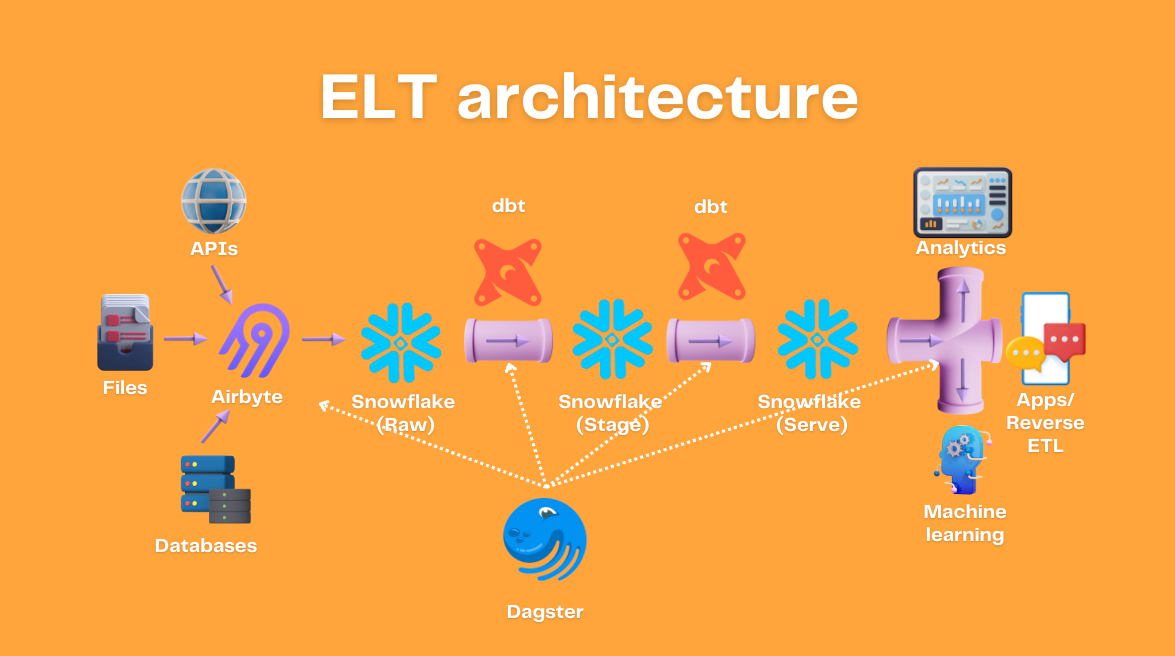 ELT architecture
APIs
dbt
dbt
Analytics
Files
Airbyte
Snowflake
(Raw)
Snowflake
(Stage)
Snowflake
(Serve)
Apps/
Reverse
ETL
Databases
Machine
learning
Dagster